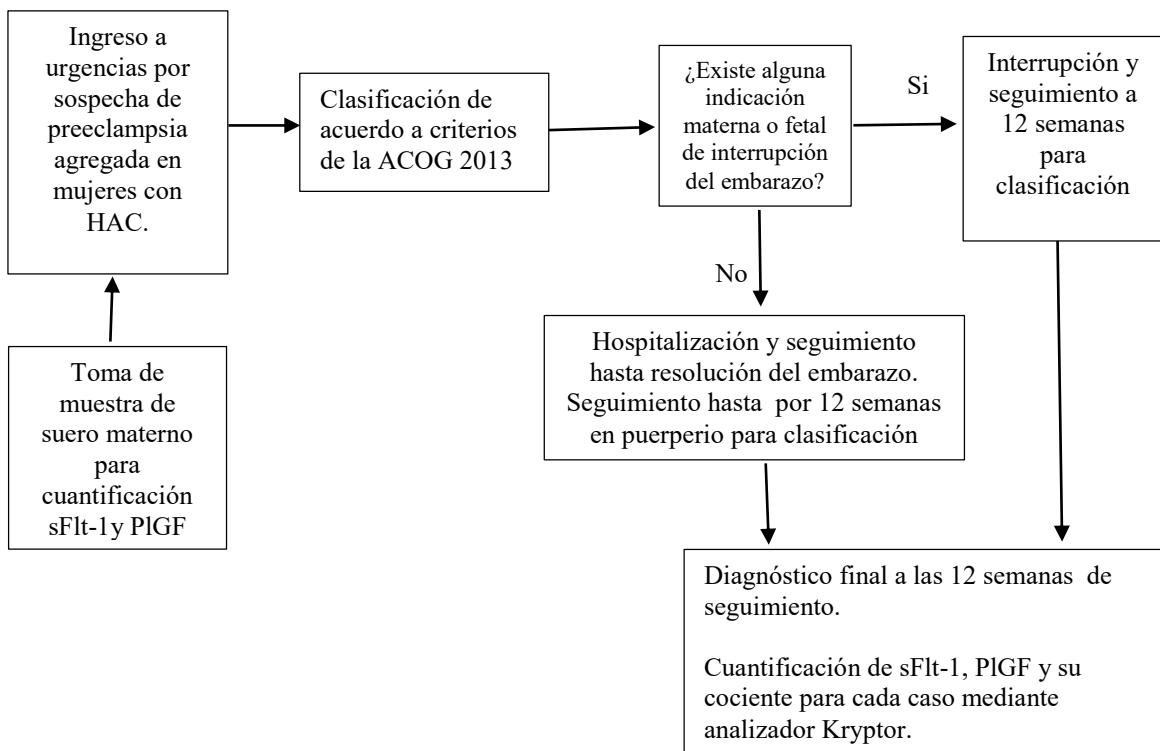 Ingreso a
urgencias por
sospecha de
preeclampsia
agregada en
mujeres con
HAC.
Toma de
muestra de
suero materno
para
cuantificación
sFlt-1y PlGF
Clasificación de
acuerdo a criterios
de la ACOG 2013
¿Existe alguna
indicación
materna o fetal
de interrupción
del embarazo?
Si
Interrupción y
seguimiento a
12 semanas
para
clasificación
No
Hospitalización y seguimiento
hasta resolución del embarazo.
Seguimiento hasta por 12 semanas
en puerperio para clasificación
Diagnóstico final a las 12 semanas de
seguimiento.
Cuantificación de sFlt-1, PlGF y su
cociente para cada caso mediante
analizador Kryptor.